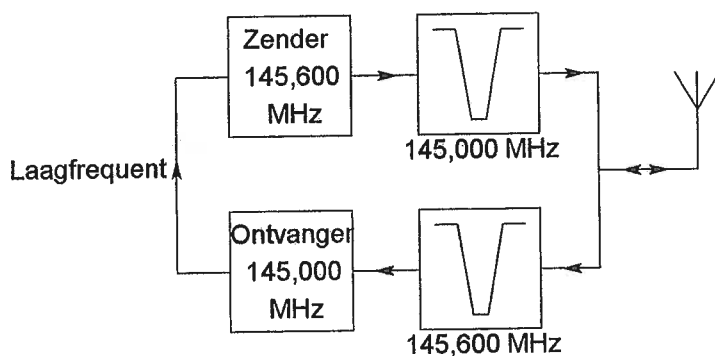 Zender
145,600
MHz
145,000 MHz
Laagfrequent
Ontvanger
145,000
MHz
145,600 MHz